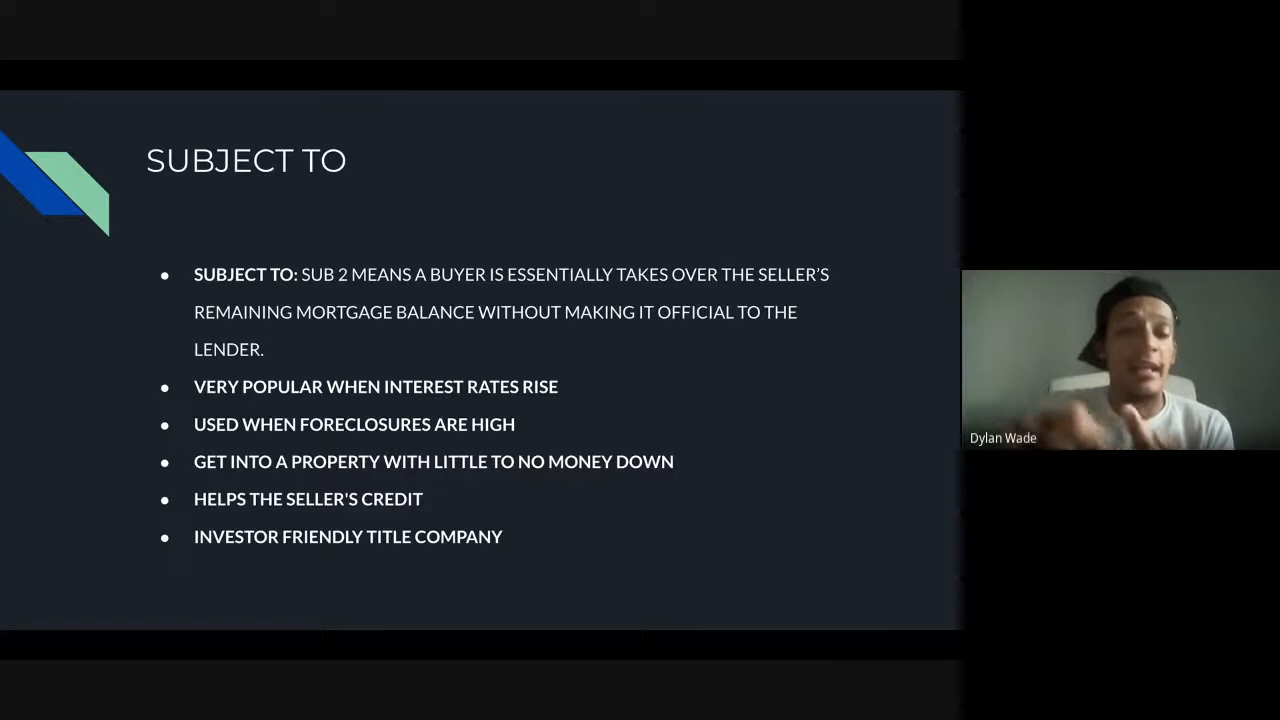 SUBJECT TO
● SUBJECT TO: SUB 2 MEANS A BUYER IS ESSENTIALLY TAKES OVER THE SELLER’S
REMAINING MORTGAGE BALANCE WITHOUT MAKING IT OFFICIAL TO THE
LENDER.
● VERY POPULAR WHEN INTEREST RATES RISE
● USED WHEN FORECLOSURES ARE HIGH
● GET INTO A PROPERTY WITH LITTLE TO NO MONEY DOWN
● HELPS THE SELLER'S CREDIT
● INVESTOR FRIENDLY TITLE COMPANY
Dylan Wade